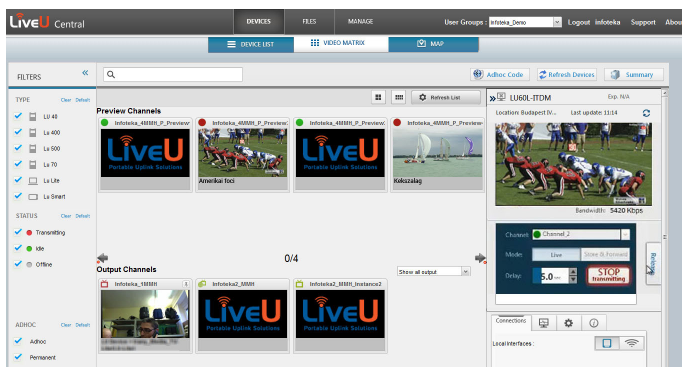 LiveU Central
DEVICES FILES MANAGE
User Groups : Infoteka_Demo Logout infoteka Support Abou
DEVICE LIST VIDEO MATRIX MAP
FILTERS «
Adhoc Code Refresh Devices Summary
TYPE Clear Default
LU 40
Lu 400
Lu 500
Lu 70
Lu Lite
Lu Smart
STATUS Clear Default
Transmitting
Idle
Offline
ADHOC Clear Default
Adhoc
Permanent
Refresh List
Preview Channels
Infoteka_4MMH_P_Preview Infoteka_4MMH_P_Preview: Infoteka_4MMH_P_Preview: Infoteka_4MMH_P_Preview-
LiveU
Portable Uplink Solutions
LiveU
Portable Uplink Solutions
Amerikai foci Kekszalag
0/4
Output Channels
Show all output
Infoteka_1MMH Infoteka2_MMH Infoteka2_MMH_Instance2
LiveU
Portable Uplink Solutions
LiveU
Portable Uplink Solutions
» LU60L-ITDM Exp. N/A
Location: Budapest IV... Last update: 11:14
Bandwidth: 5420 Kbps
Channel: Channel_2
Mode: Live Store & Forward
Delay: 5.0 STOP
transmitting
Release
Connections
Local Interfaces :